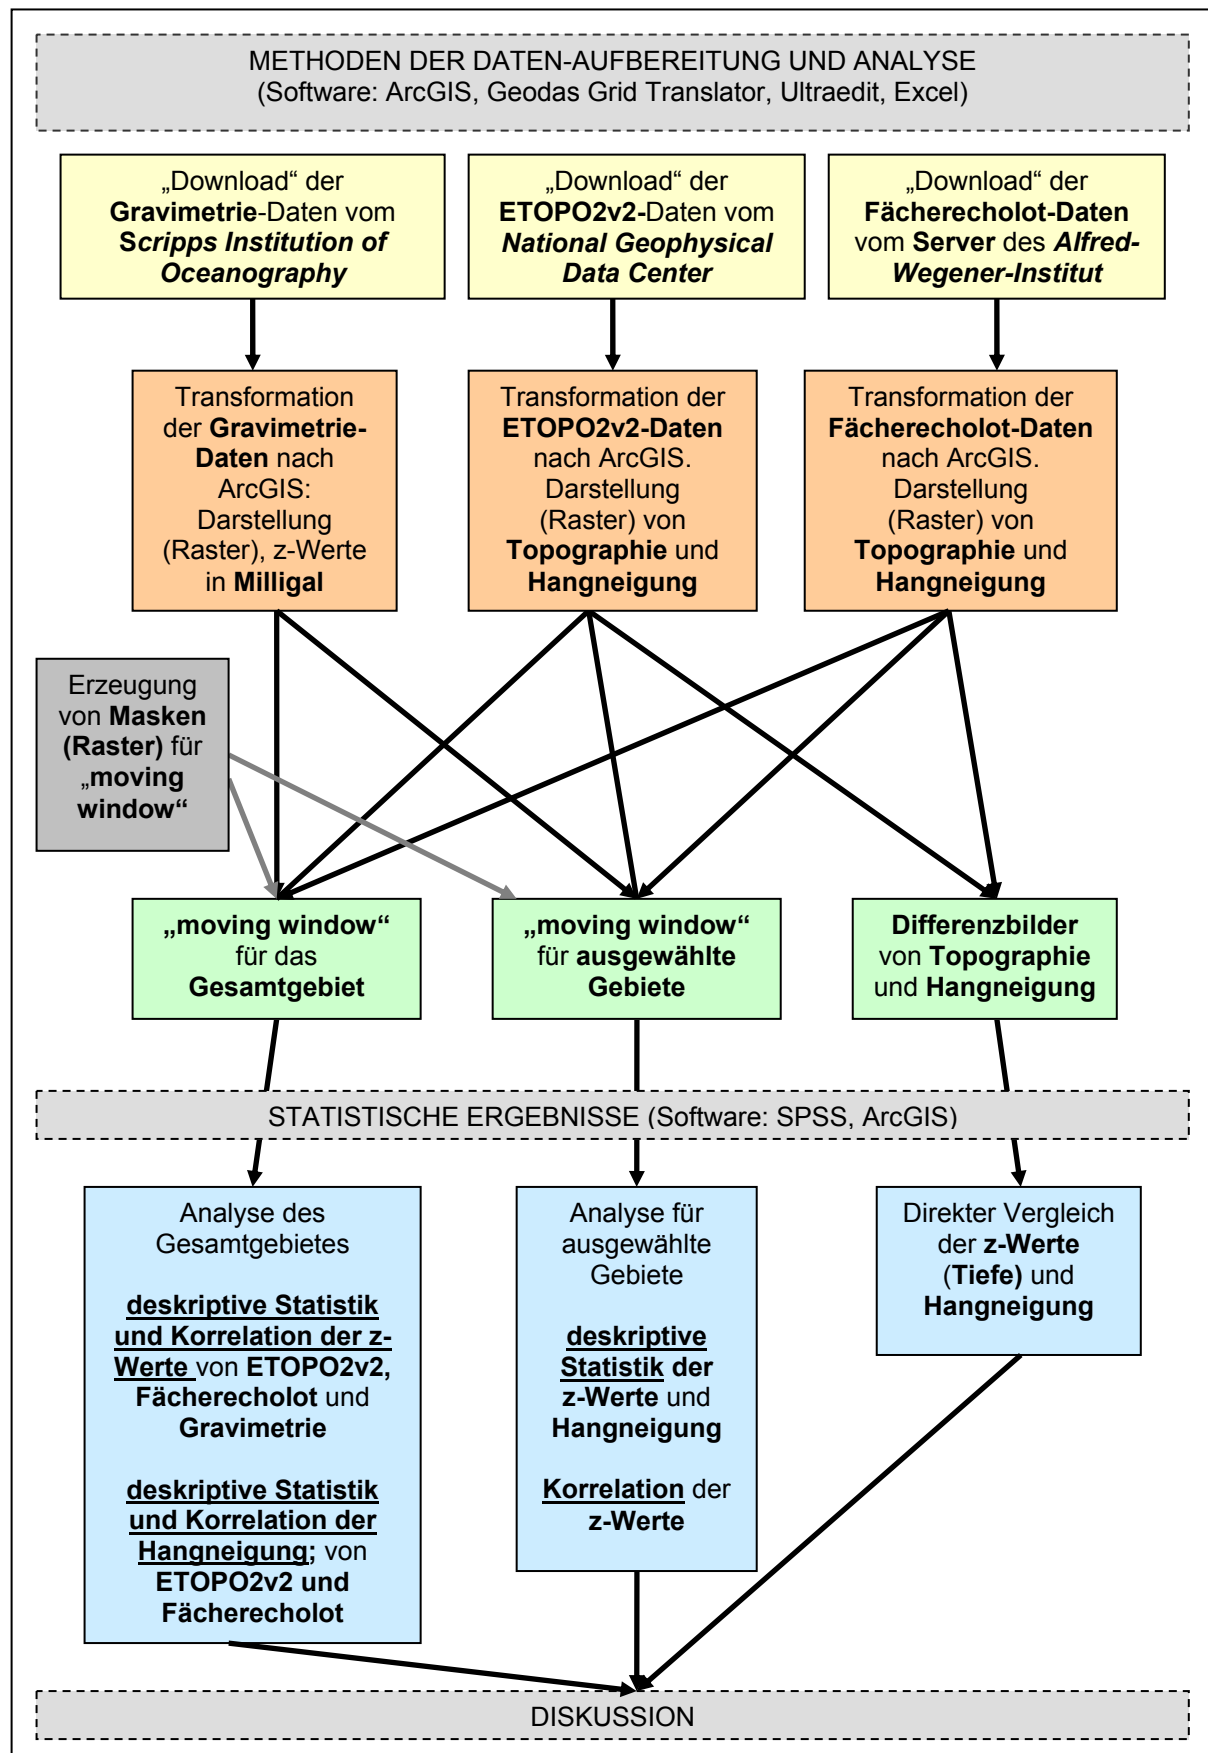 METHODEN DER DATEN-AUFBEREITUNG UND ANALYSE
(Software: ArcGIS, Geodas Grid Translator, Ultraedit, Excel)
„Download“ der
Gravimetrie-Daten vom
Scripps Institution of
Oceanography
„Download“ der
ETOPO2v2-Daten vom
National Geophysical
Data Center
„Download“ der
Fächerecholot-Daten
vom Server des Alfred-
Wegener-Institut
Transformation
der Gravimetrie-
Daten nach
ArcGIS:
Darstellung
(Raster), z-Werte
in Milligal
Transformation der
ETOPO2v2-Daten
nach ArcGIS.
Darstellung
(Raster) von
Topographie und
Hangneigung
Transformation der
Fächerecholot-Daten
nach ArcGIS.
Darstellung
(Raster) von
Topographie und
Hangneigung
Erzeugung
von Masken
(Raster) für
„moving
window“
„moving window“
für das
Gesamtgebiet
„moving window“
für ausgewählte
Gebiete
Differenzbilder
von Topographie
und Hangneigung
STATISTISCHE ERGEBNISSE (Software: SPSS, ArcGIS)
Analyse des
Gesamtgebietes
deskriptive Statistik
und Korrelation der z-
Werte von ETOPO2v2,
Fächerecholot und
Gravimetrie
deskriptive Statistik
und Korrelation der
Hangneigung; von
ETOPO2v2 und
Fächerecholot
Analyse für
ausgewählte
Gebiete
deskriptive
Statistik der
z-Werte und
Hangneigung
Korrelation der
z-Werte
Direkter Vergleich
der z-Werte
(Tiefe) und
Hangneigung
DISKUSSION